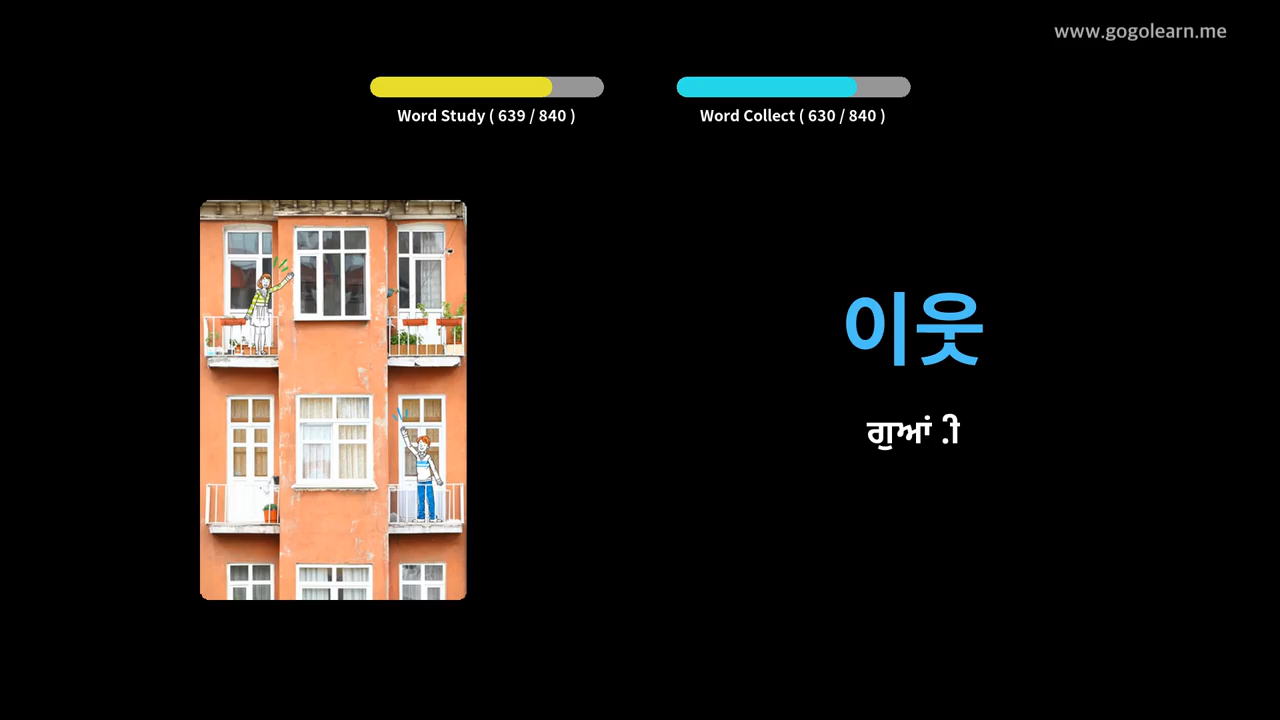 www.gogolearn.me
Word Study ( 639 / 840 )
Word Collect ( 630 / 840 )
이웃
ਗੁਆਂ .ੀ